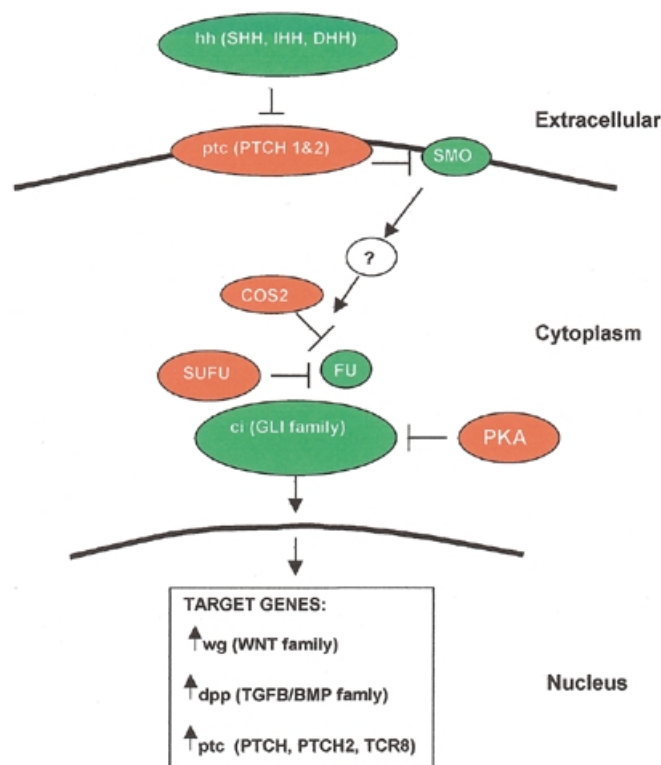 hh (SHH, IHH, DHH)
Extracellular
ptc (PTCH 1&2)
SMO
?
COS2
Cytoplasm
SUFU
FU
ci (GLI family)
PKA
TARGET GENES:
wg (WNT family)
dpp (TGFB/BMP famly)
Nucleus
ptc (PTCH, PTCH2, TCR8)